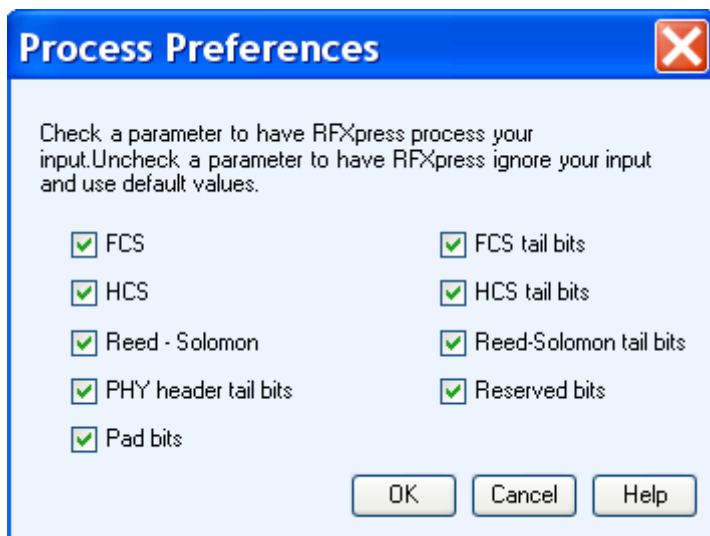 Process Preferences
Check a parameter to have RFXpress process your
input.Uncheck a parameter to have RFXpress ignore your input
and use default values.
FCS
FCS tail bits
HCS
HCS tail bits
Reed - Solomon
Reed-Solomon tail bits
PHY header tail bits
Reserved bits
Pad bits
OK
Cancel
Help